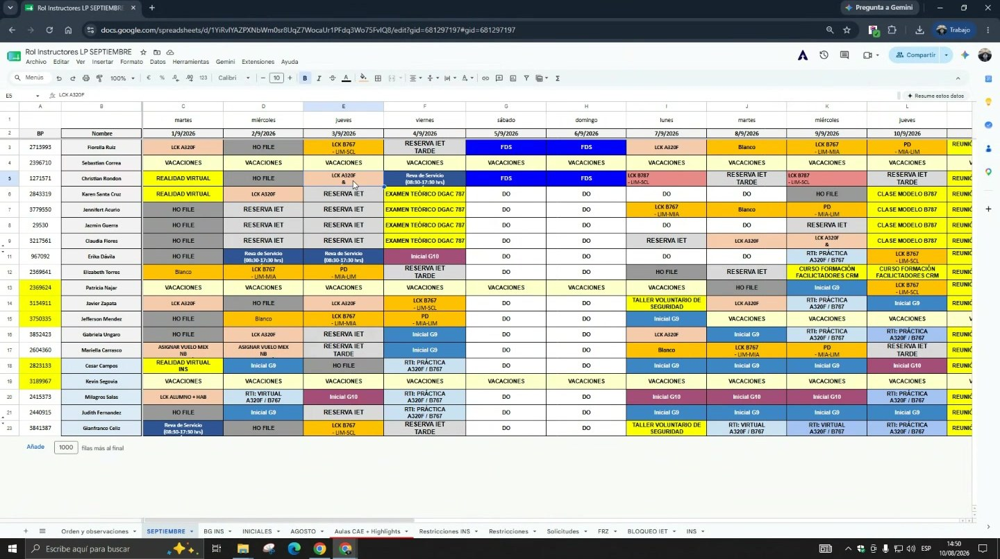 Rol Instructores LP SEPTIEMBRE
Pregunta a Gemini
docs.google.com/spreadsheets/d/1YiRvIYAZPXNbWm0sr8UqZ7WocaUr1PFdq3Wo75FvIQ8/edit?gid=681297197#gid=681297197
Trabajo
Rol Instructores LP SEPTIEMBRE
Archivo Editar Ver Insertar Formato Datos Herramientas Gemini Extensiones Ayuda
Compartir
Menús 100% € % .0 .00 123 Calibri 10 B I A
E5 fx LCK A320F
Resume estos datos
A B C D E F G H I J K L
1 martes miércoles jueves viernes sábado domingo lunes martes miércoles jueves
2 BP Nombre 1/9/2026 2/9/2026 3/9/2026 4/9/2026 5/9/2026 6/9/2026 7/9/2026 8/9/2026 9/9/2026 10/9/2026
3 2713993 Fiorella Ruiz LCK A320F HO FILE LCK B767 - LIM-SCL RESERVA IET TARDE FDS FDS LCK A320F Blanco LCK B767 - LIM-MIA PD - MIA-LIM REUNIÓ
4 2396710 Sebastian Correa VACACIONES VACACIONES VACACIONES VACACIONES VACACIONES VACACIONES VACACIONES VACACIONES VACACIONES VACACIONES V
5 1271571 Christian Rondon REALIDAD VIRTUAL HO FILE LCK A320F & Reva de Servicio (08:30-17:30 hrs) FDS FDS LCK B787 - LIM-SCL RESERVA IET TARDE LCK B787 - LIM-SCL RESERVA IET TARDE REUNIÓ
6 2843319 Karen Santa Cruz REALIDAD VIRTUAL LCK A320F RESERVA IET EXAMEN TEÓRICO DGAC 787 DO DO DO DO HO FILE CLASE MODELO B787 REUNIÓ
7 3779550 Jennifert Acurio HO FILE RESERVA IET RESERVA IET EXAMEN TEÓRICO DGAC 787 DO DO LCK B767 - LIM-MIA Blanco PD - MIA-LIM CLASE MODELO B787 REUNIÓ
8 29530 Jazmin Guerra HO FILE RESERVA IET RESERVA IET EXAMEN TEÓRICO DGAC 787 DO DO DO DO RESERVA IET CLASE MODELO B787 REUNIÓ
9 3217561 Claudia Flores HO FILE RESERVA IET RESERVA IET EXAMEN TEÓRICO DGAC 787 DO DO RESERVA IET LCK A320F LCK A320F & CLASE MODELO B787 REUNIÓ
11 967092 Erika Dávila HO FILE Reva de Servicio (08:30-17:30 hrs) Reva de Servicio (08:30-17:30 hrs) Inicial G10 DO DO DO DO RTI: PRÁCTICA A320F / B767 LCK B767 - LIM-SCL REUNIÓ
12 2369641 Elizabeth Torres Blanco LCK B767 - LIM-MIA PD - MIA-LIM RESERVA IET TARDE DO DO HO FILE RESERVA IET CURSO FORMACIÓN FACILICTADORES CRM CURSO FORMACIÓN FACILICTADORES CRM REUNIÓ
13 2369624 Patricia Najar VACACIONES VACACIONES VACACIONES VACACIONES VACACIONES VACACIONES VACACIONES HO FILE Inicial G9 LCK B767 - LIM-SCL REUNIÓ
14 3134911 Javier Zapata LCK A320F HO FILE LCK A320F LCK B767 - LIM-SCL DO DO TALLER VOLUNTARIO DE SEGURIDAD LCK A320F RTI: PRÁCTICA A320F / B767 Inicial G9 REUNIÓ
15 3750335 Jefferson Mendez HO FILE Blanco LCK B767 - LIM-MIA PD - MIA-LIM DO DO Inicial G9 VACACIONES VACACIONES VACACIONES V
16 3852423 Gabriela Ungaro HO FILE LCK A320F RESERVA IET Inicial G9 DO DO LCK A320F Inicial G9 RTI: PRÁCTICA A320F / B767 RTI: PRÁCTICA A320F / B767 REUNIÓ
17 2604360 Mariella Carrasco ASIGNAR VUELO MEX NB ASIGNAR VUELO MEX NB RESERVA IET TARDE Inicial G9 DO DO Blanco LCK B767 - LIM-MIA PD - MIA-LIM RESERVA IET TARDE REUNIÓ
18 2823133 Cesar Campos REALIDAD VIRTUAL INS Inicial G9 HO FILE RTI: PRÁCTICA A320F / B767 DO DO Inicial G9 Inicial G9 Inicial G9 Inicial G10 REUNIÓ
19 3189967 Kevin Segovia VACACIONES VACACIONES VACACIONES VACACIONES VACACIONES VACACIONES VACACIONES VACACIONES VACACIONES VACACIONES V
20 2415373 Milagros Salas LCK ALUMNO + HAB RTI: VIRTUAL A320F / B767 Inicial G10 RTI: PRÁCTICA A320F / B767 DO DO Inicial G10 Inicial G10 Inicial G10 RTI: PRÁCTICA A320F / B767 REUNIÓ
21 2440915 Judith Fernandez HO FILE Inicial G9 RESERVA IET RTI: PRÁCTICA A320F / B767 DO DO Inicial G9 Inicial G9 Inicial G9 Inicial G9 REUNIÓ
23 3841387 Gianfranco Celiz Reva de Servicio (08:30-17:30 hrs) HO FILE LCK B767 - LIM-SCL RESERVA IET TARDE DO DO TALLER VOLUNTARIO DE SEGURIDAD RTI: VIRTUAL A320F / B767 RTI: VIRTUAL A320F / B767 RTI: PRÁCTICA A320F / B767 REUNIÓ
Añade 1000 filas más al final
Orden y observaciones SEPTIEMBRE BG INS INICIALES AGOSTO Aulas CAE + Highlights Restricciones INS Restricciones Solicitudes FRZ BLOQUEO IET INS
Escribe aquí para buscar
ESP
14:50
10/08/2026